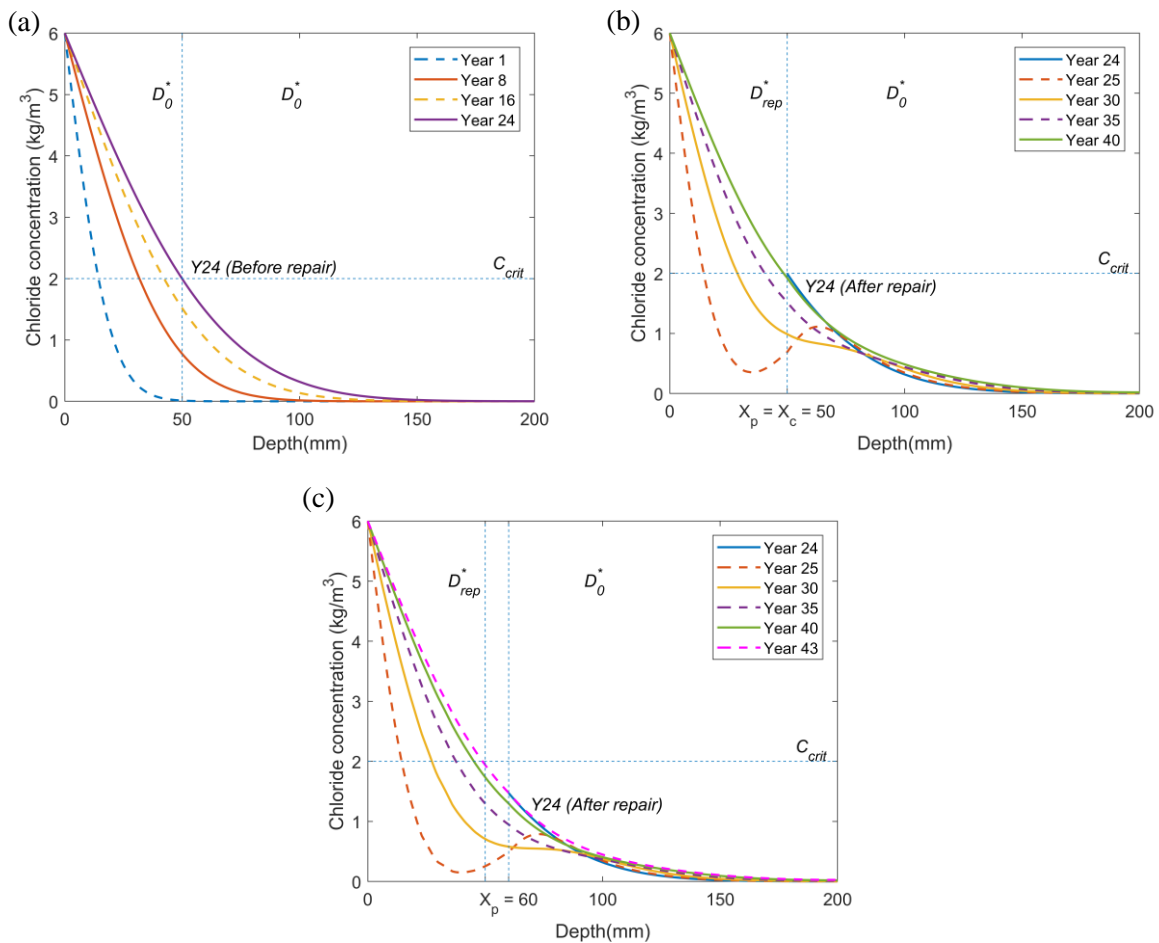 (a)
Chloride concentration (kg/m³)
6
5
4
3
2
1
0
D*0
D*0
Year 1
Year 8
Year 16
Year 24
Y24 (Before repair)
Ccrit
0
50
100
150
200
Depth(mm)
(b)
Chloride concentration (kg/m³)
6
5
4
3
2
1
0
D*rep
D*0
Year 24
Year 25
Year 30
Year 35
Year 40
Ccrit
Y24 (After repair)
0
Xp = Xc = 50
100
150
200
Depth(mm)
(c)
Chloride concentration (kg/m³)
6
5
4
3
2
1
0
D*rep
D*0
Year 24
Year 25
Year 30
Year 35
Year 40
Year 43
Ccrit
Y24 (After repair)
0
Xp = 60
100
150
200
Depth(mm)